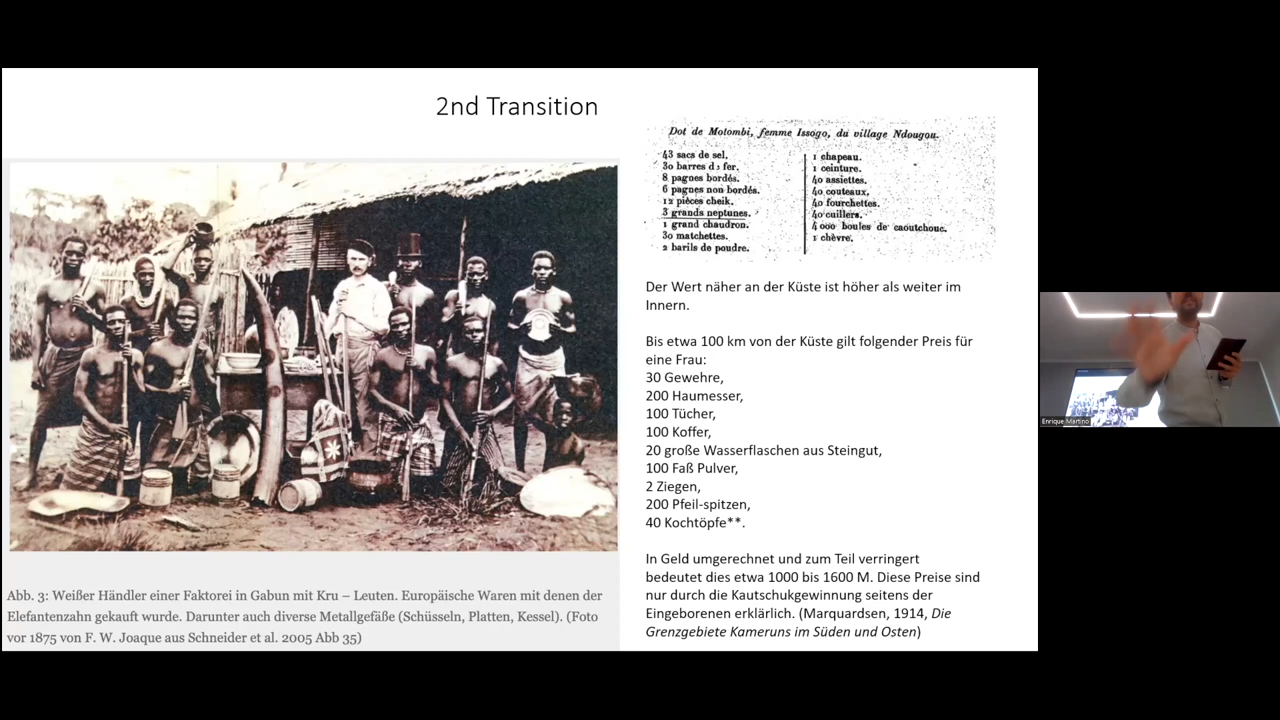 2nd Transition
Dot de Motombi, femme Issogo, du village Ndougou.
43 sacs de sel.
30 barres de fer.
8 pagnes bordés.
6 pagnes non bordés.
12 pièces cheik.
3 grands neptunes.
1 grand chaudron.
30 matchettes.
2 barils de poudre.
1 chapeau.
1 ceinture.
40 assiettes.
40 couteaux.
40 fourchettes.
40 cuillers.
4 000 boules de caoutchouc.
1 chèvre.
Der Wert näher an der Küste ist höher als weiter im
Innern.
Bis etwa 100 km von der Küste gilt folgender Preis für
eine Frau:
30 Gewehre,
200 Haumesser,
100 Tücher,
100 Koffer,
20 große Wasserflaschen aus Steingut,
100 Faß Pulver,
2 Ziegen,
200 Pfeil-spitzen,
40 Kochtöpfe**.
In Geld umgerechnet und zum Teil verringert
bedeutet dies etwa 1000 bis 1600 M. Diese Preise sind
nur durch die Kautschukgewinnung seitens der
Eingeborenen erklärlich. (Marquardsen, 1914, Die
Grenzgebiete Kameruns im Süden und Osten)
Abb. 3: Weißer Händler einer Faktorei in Gabun mit Kru – Leuten. Europäische Waren mit denen der
Elefantenzahn gekauft wurde. Darunter auch diverse Metallgefäße (Schüsseln, Platten, Kessel). (Foto
vor 1875 von F. W. Joaque aus Schneider et al. 2005 Abb 35)
Enrique Martino